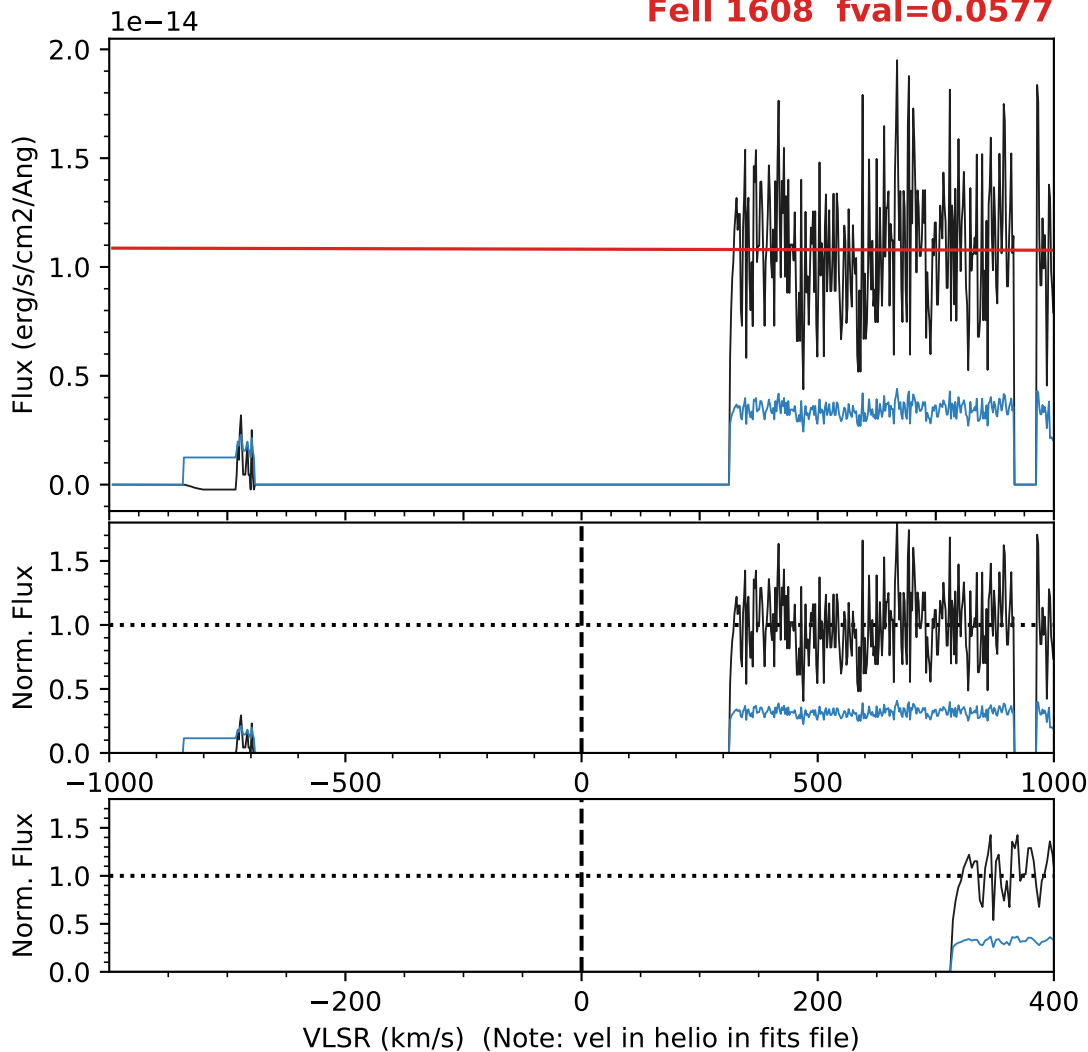 1e−14
FeII 1608 fval=0.0577
2.0
1.5
1.0
0.5
0.0
Flux (erg/s/cm2/Ang)
1.5
1.0
0.5
0.0
Norm. Flux
−1000 −500 0 500 1000
1.5
1.0
0.5
0.0
Norm. Flux
−200 0 200 400
VLSR (km/s) (Note: vel in helio in fits file)